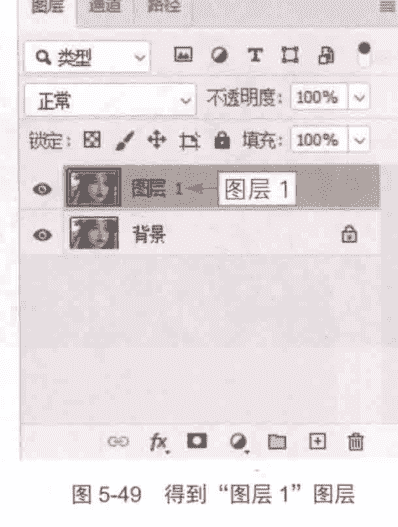 图层 通道 路径
类型
正常 不透明度: 100%
锁定: 填充: 100%
图层 1 图层 1
背景
fx
图 5-49 得到“图层 1”图层